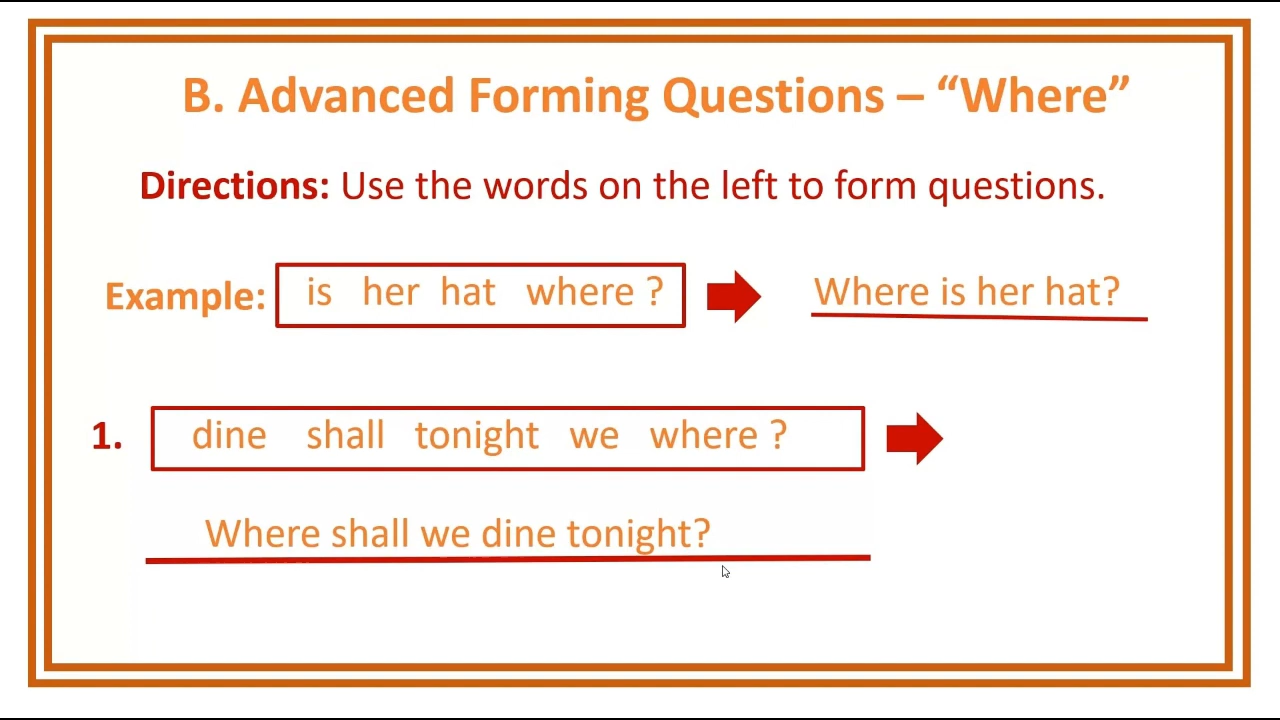 B. Advanced Forming Questions – “Where”
Directions: Use the words on the left to form questions.
Example: is her hat where ? Where is her hat?
1. dine shall tonight we where ?
Where shall we dine tonight?